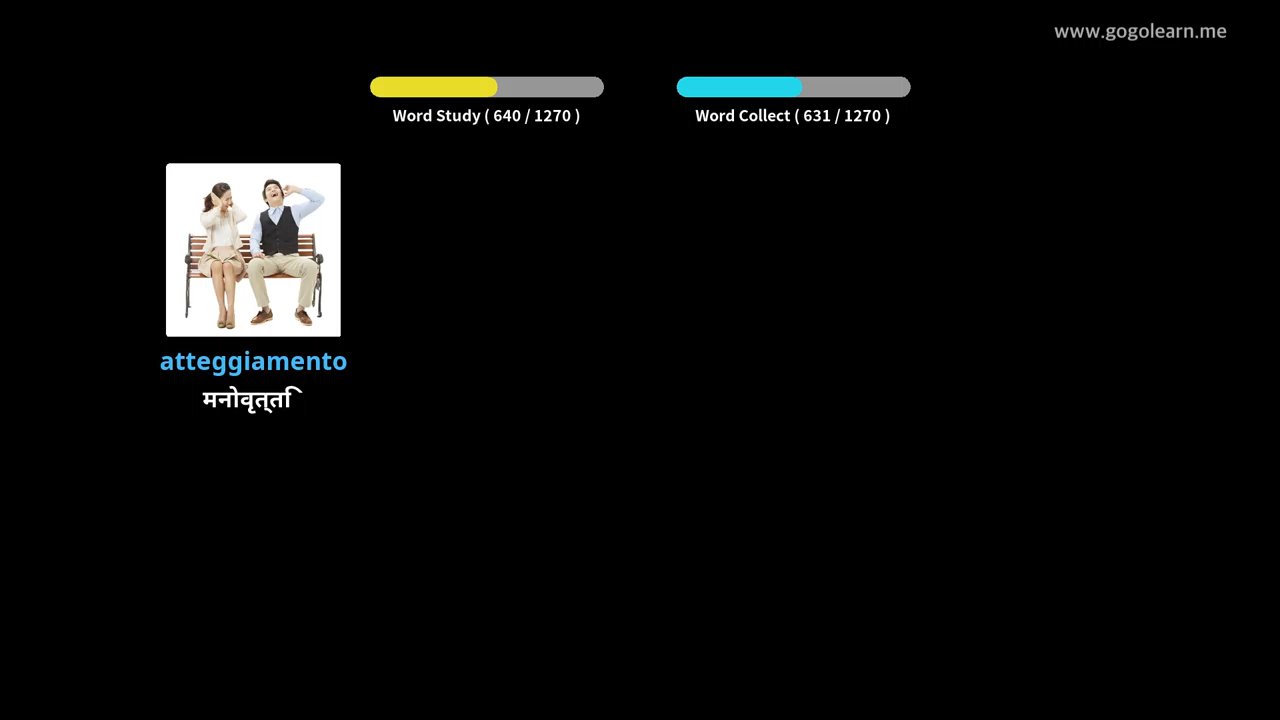 www.gogolearn.me
Word Study ( 640 / 1270 )
Word Collect ( 631 / 1270 )
atteggiamento
मनोवृत्ति